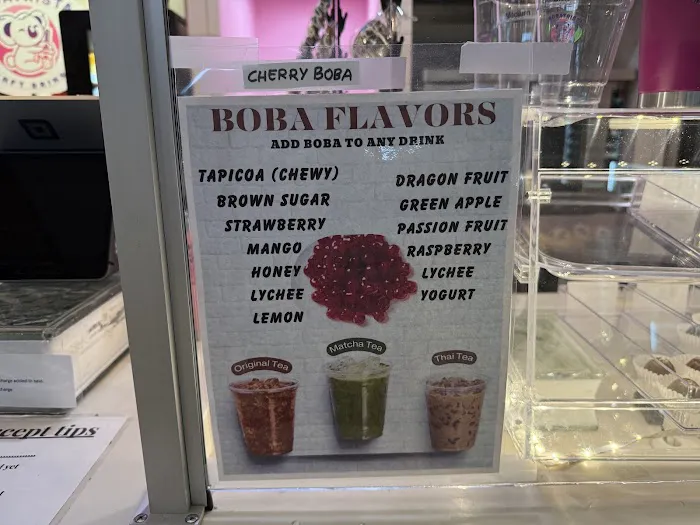 CHERRY BOBA
BOBA FLAVORS
ADD BOBA TO ANY DRINK
TAPICOA (CHEWY)
BROWN SUGAR
STRAWBERRY
MANGO
HONEY
LYCHEE
LEMON
DRAGON FRUIT
GREEN APPLE
PASSION FRUIT
RASPBERRY
LYCHEE
YOGURT
Original Tea
Matcha Tea
Thai Tea
cept tips